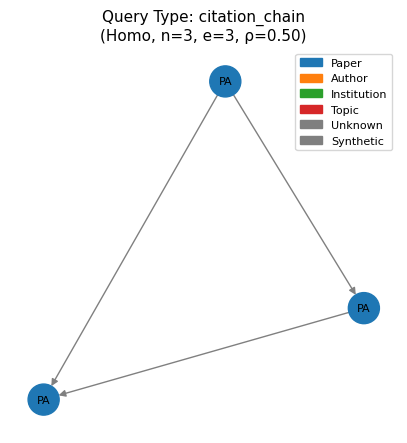 Query Type: citation_chain
(Homo, n=3, e=3, ρ=0.50)
PA
Paper
Author
Institution
Topic
Unknown
Synthetic
PA
PA